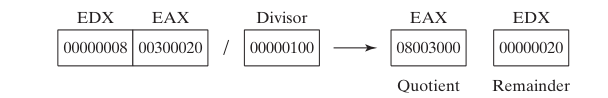 EDX EAX Divisor EAX EDX
00000008 00300020 / 00000100 08003000 00000020
Quotient Remainder